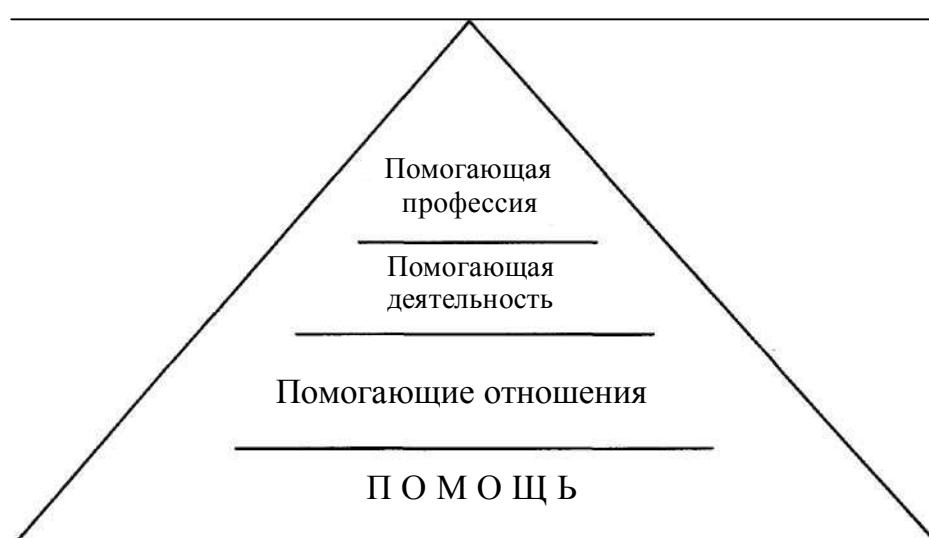 Помогающая
профессия
Помогающая
деятельность
Помогающие отношения
П О М О Щ Ь